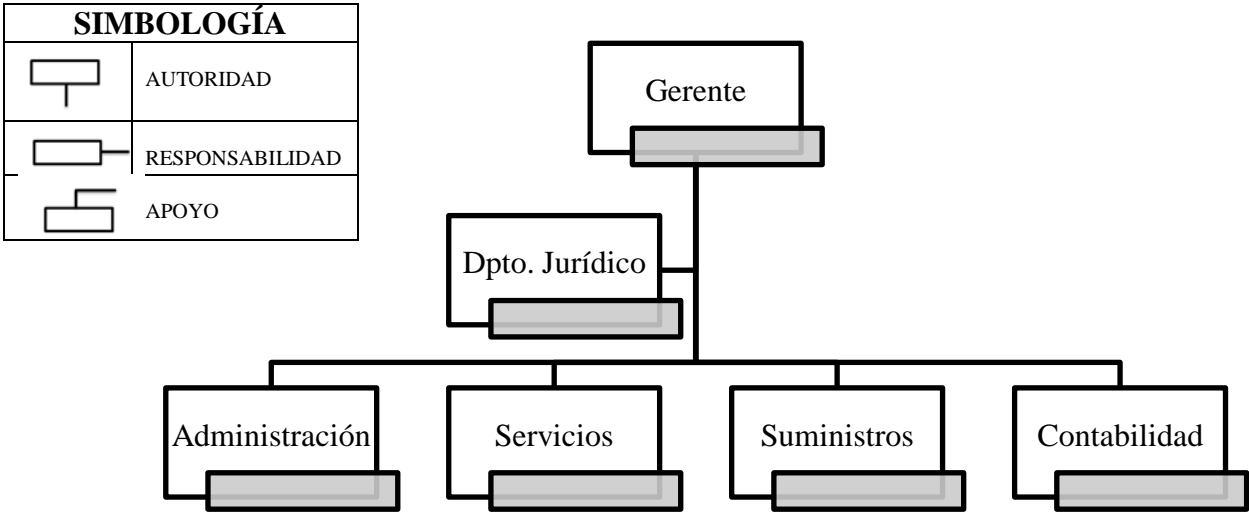 SIMBOLOGÍA
AUTORIDAD
RESPONSABILIDAD
APOYO
Gerente
Dpto. Jurídico
Administración
Servicios
Suministros
Contabilidad